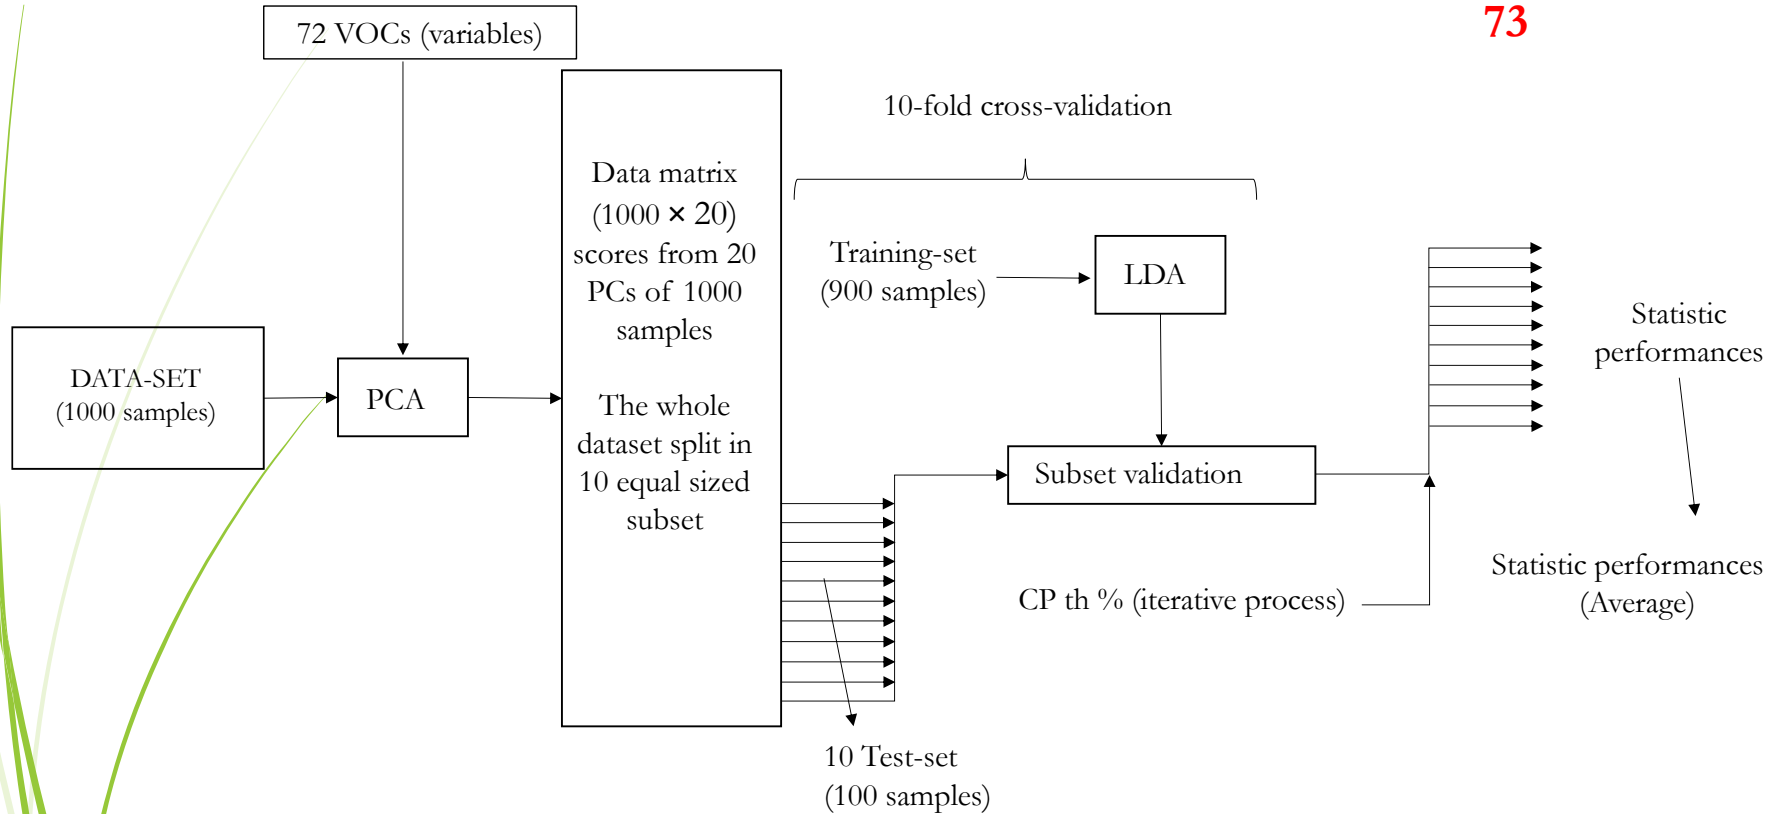 73
72 VOCs (variables)
10-fold cross-validation
Data matrix
(1000 × 20)
scores from 20
PCs of 1000
samples
The whole
dataset split in
10 equal sized
subset
Training-set
(900 samples)
LDA
Statistic
performances
DATA-SET
(1000 samples)
PCA
Subset validation
CP th % (iterative process)
Statistic performances
(Average)
10 Test-set
(100 samples)